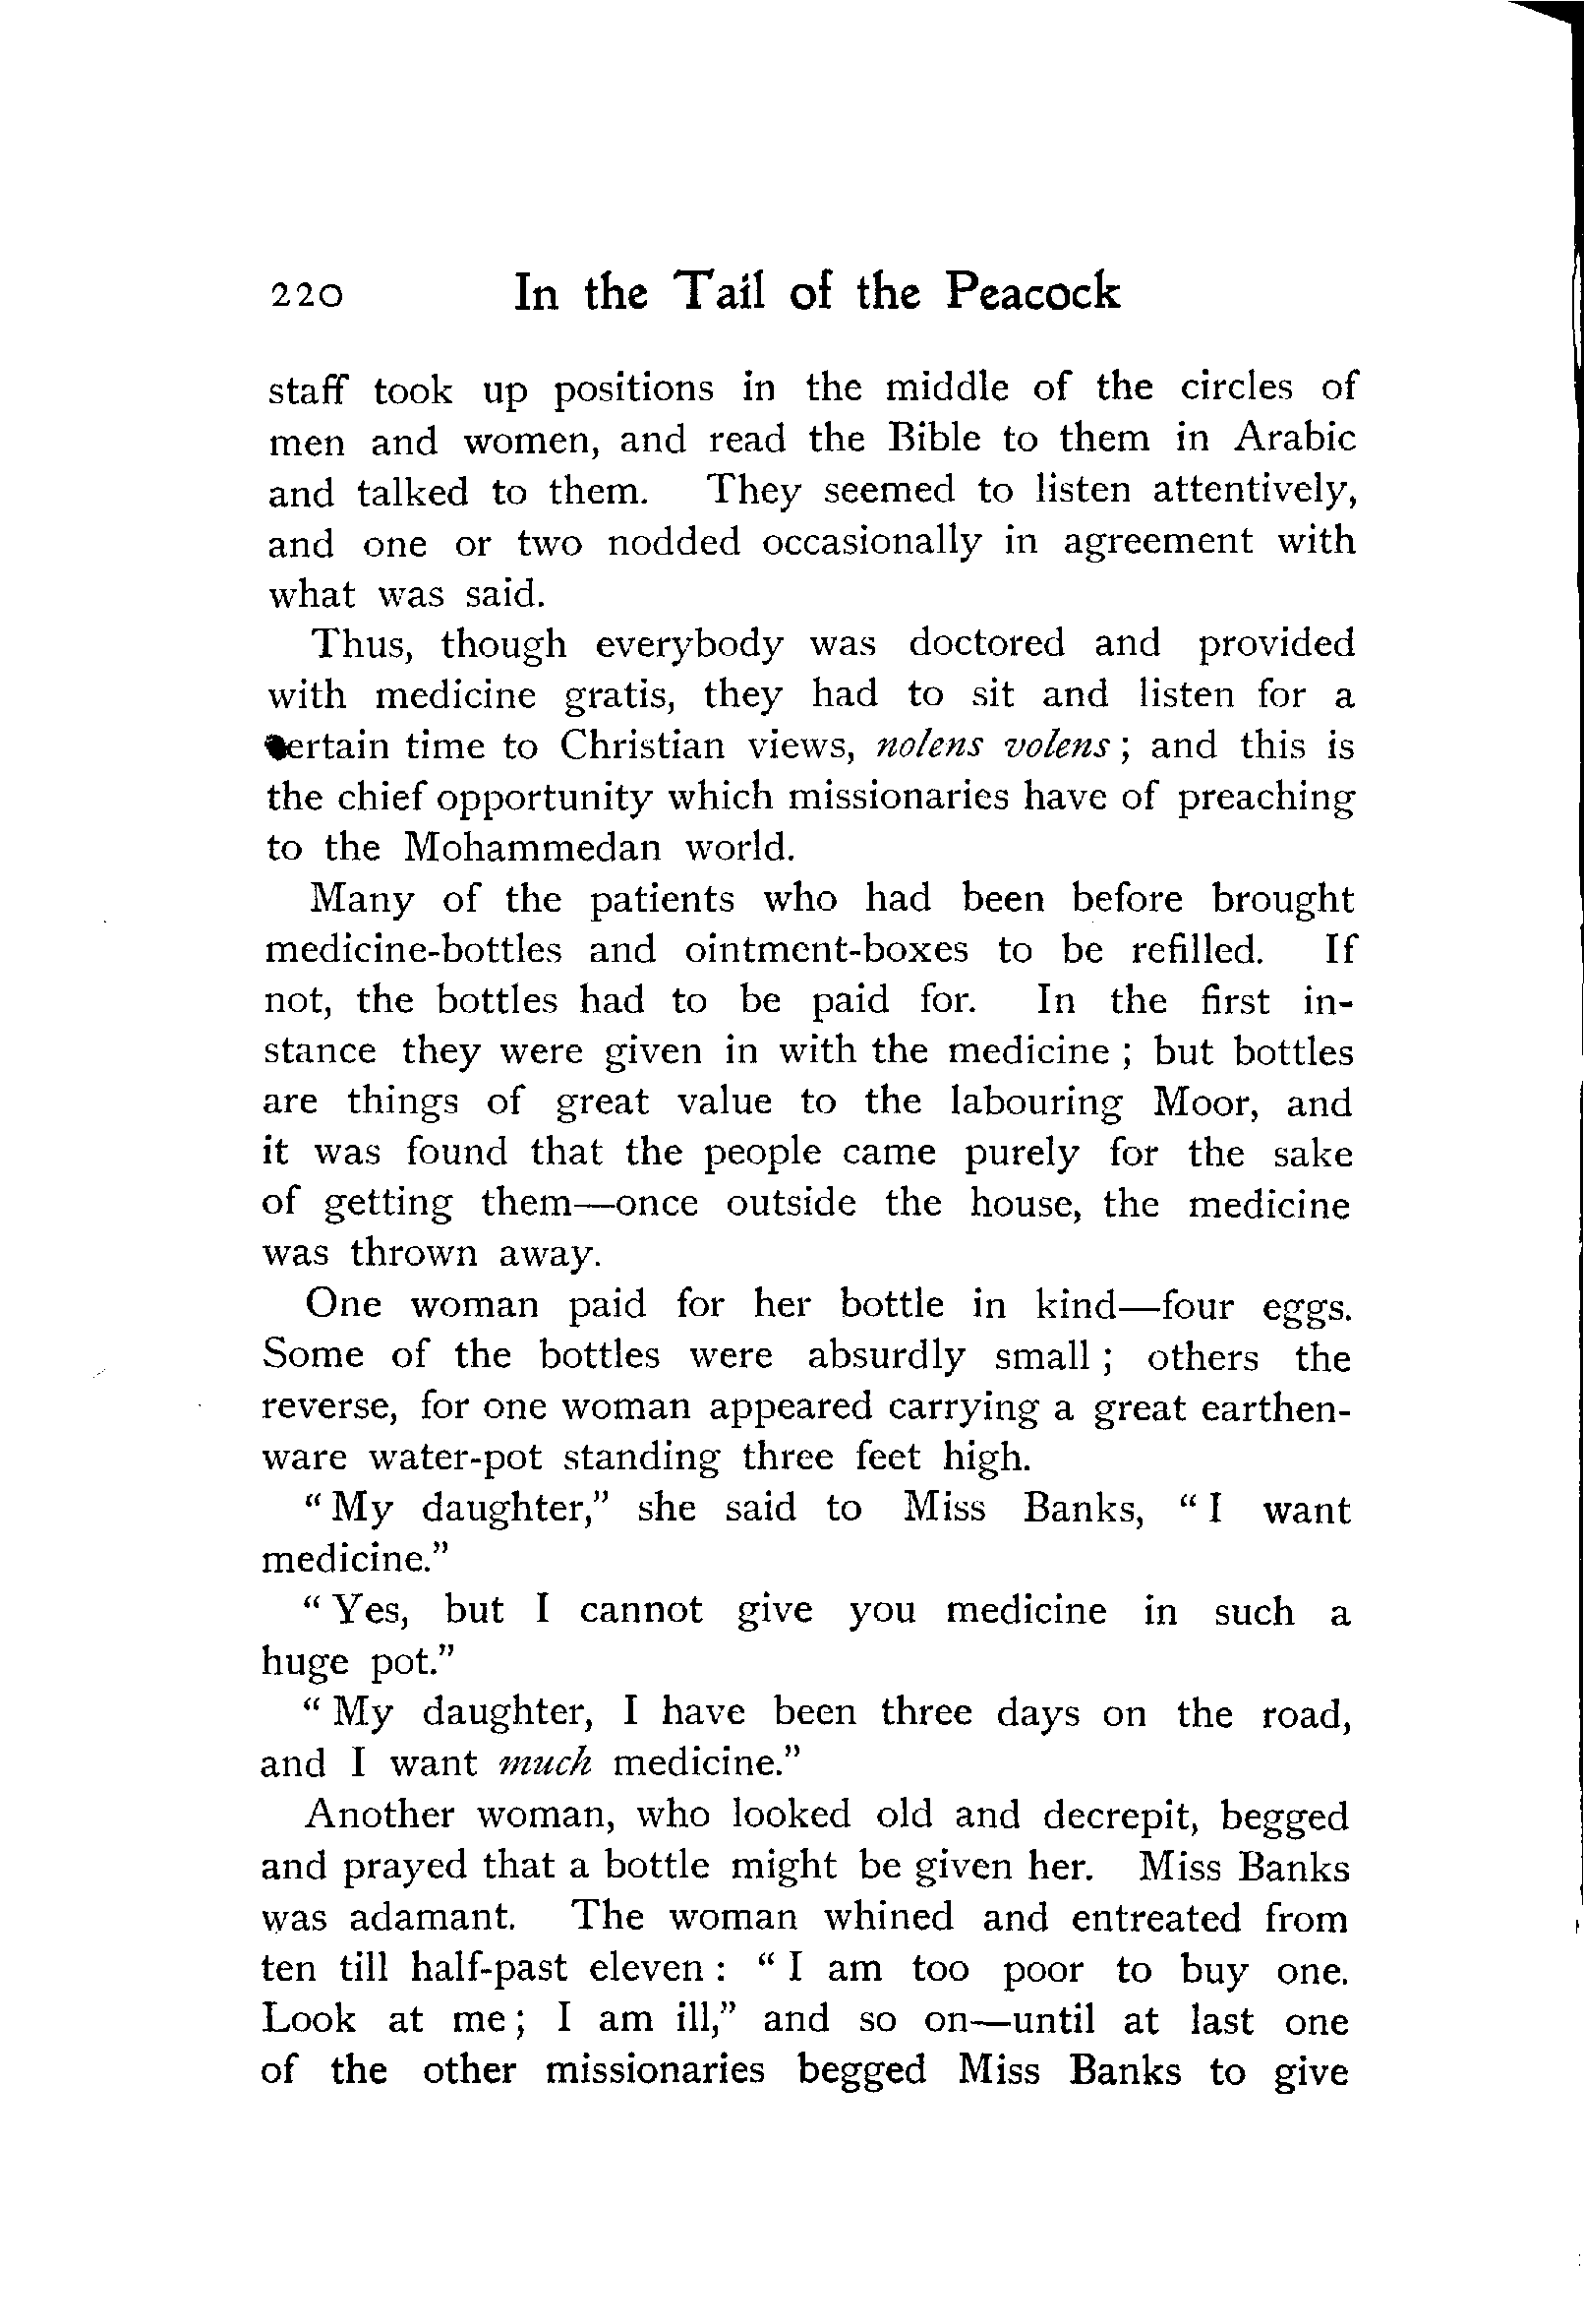 220 In the Tail of the Peacock
staff took up positions in the middle of the circles of
men and women, and read the Bible to them in Arabic
and talked to them. They seemed to listen attentively,
and one or two nodded occasionally in agreement with
what was said.
Thus, though everybody was doctored and provided
with medicine gratis, they had to sit and listen for a
certain time to Christian views, nolens volens; and this is
the chief opportunity which missionaries have of preaching
to the Mohammedan world.
Many of the patients who had been before brought
medicine-bottles and ointment-boxes to be refilled. If
not, the bottles had to be paid for. In the first in-
stance they were given in with the medicine; but bottles
are things of great value to the labouring Moor, and
it was found that the people came purely for the sake
of getting them—once outside the house, the medicine
was thrown away.
One woman paid for her bottle in kind—four eggs.
Some of the bottles were absurdly small; others the
reverse, for one woman appeared carrying a great earthen-
ware water-pot standing three feet high.
"My daughter," she said to Miss Banks, "I want
medicine."
"Yes, but I cannot give you medicine in such a
huge pot."
"My daughter, I have been three days on the road,
and I want much medicine."
Another woman, who looked old and decrepit, begged
and prayed that a bottle might be given her. Miss Banks
was adamant. The woman whined and entreated from
ten till half-past eleven: "I am too poor to buy one.
Look at me; I am ill," and so on—until at last one
of the other missionaries begged Miss Banks to give